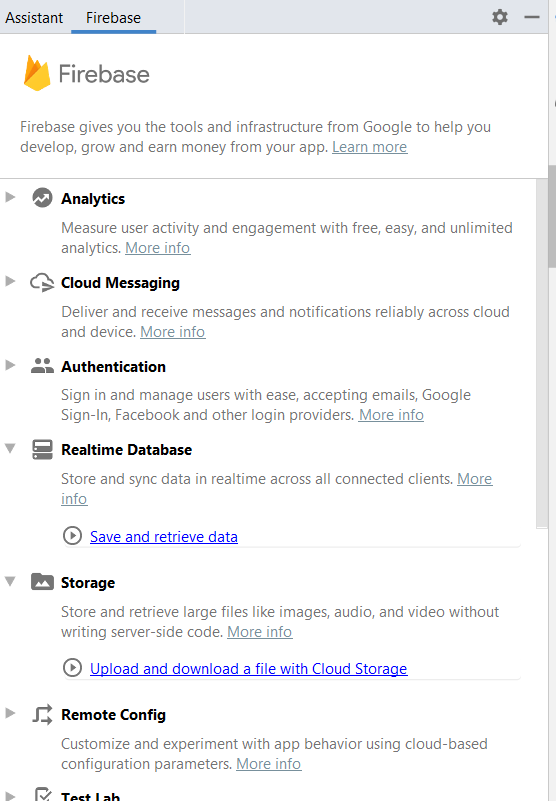 Assistant Firebase
Firebase
Firebase gives you the tools and infrastructure from Google to help you
develop, grow and earn money from your app. Learn more
Analytics
Measure user activity and engagement with free, easy, and unlimited
analytics. More info
Cloud Messaging
Deliver and receive messages and notifications reliably across cloud
and device. More info
Authentication
Sign in and manage users with ease, accepting emails, Google
Sign-In, Facebook and other login providers. More info
Realtime Database
Store and sync data in realtime across all connected clients. More
info
Save and retrieve data
Storage
Store and retrieve large files like images, audio, and video without
writing server-side code. More info
Upload and download a file with Cloud Storage
Remote Config
Customize and experiment with app behavior using cloud-based
configuration parameters. More info
Test Lab